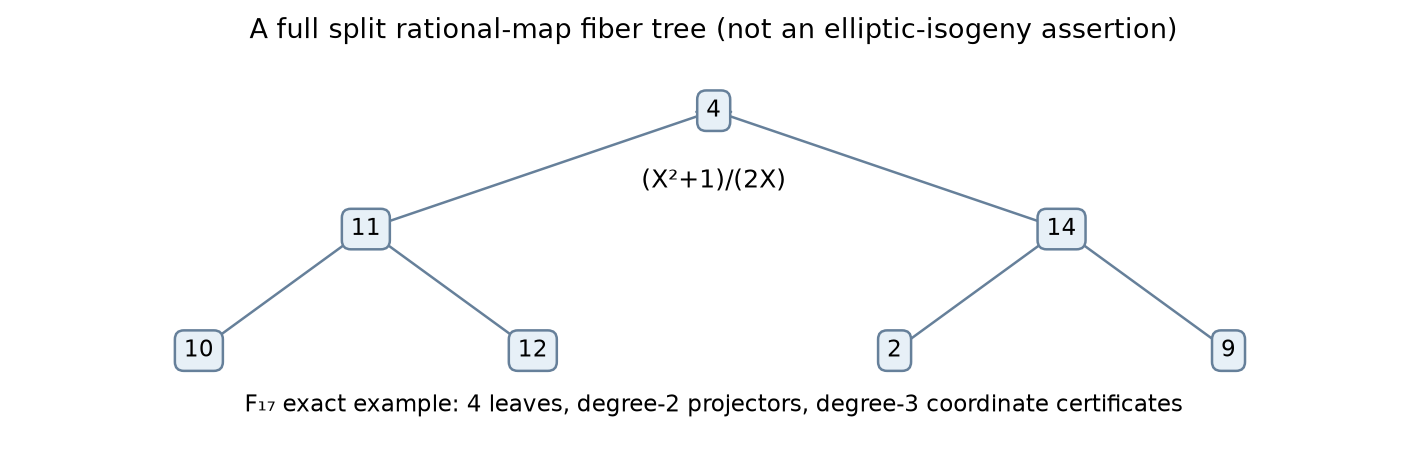 A full split rational-map fiber tree (not an elliptic-isogeny assertion)
4
(X²+1)/(2X)
11
14
10
12
2
9
F₁₇ exact example: 4 leaves, degree-2 projectors, degree-3 coordinate certificates